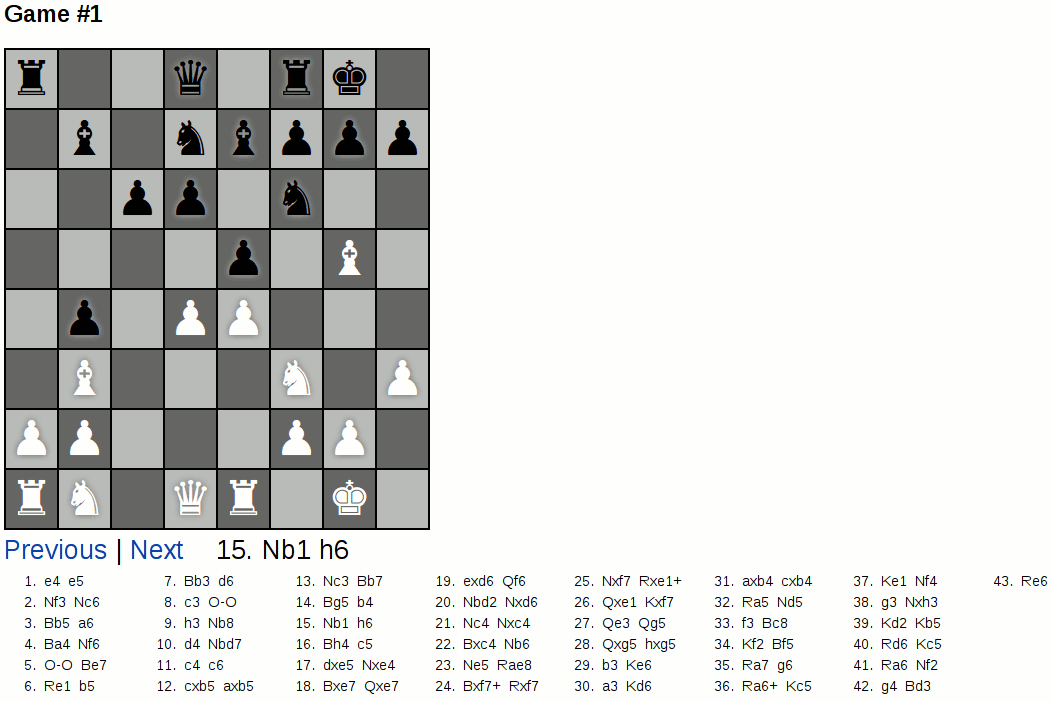 Game #1
Previous | Next 15. Nb1 h6
1. e4 e5 7. Bb3 d6 13. Nc3 Bb7 19. exd6 Qf6 25. Nxf7 Rxe1+ 31. axb4 cxb4 37. Ke1 Nf4 43. Re6
2. Nf3 Nc6 8. c3 O-O 14. Bg5 b4 20. Nbd2 Nxd6 26. Qxe1 Kxf7 32. Ra5 Nd5 38. g3 Nxh3
3. Bb5 a6 9. h3 Nb8 15. Nb1 h6 21. Nc4 Nxc4 27. Qe3 Qg5 33. f3 Bc8 39. Kd2 Kb5
4. Ba4 Nf6 10. d4 Nbd7 16. Bh4 c5 22. Bxc4 Nb6 28. Qxg5 hxg5 34. Kf2 Bf5 40. Rd6 Kc5
5. O-O Be7 11. c4 c6 17. dxe5 Nxe4 23. Ne5 Rae8 29. b3 Ke6 35. Ra7 g6 41. Ra6 Nf2
6. Re1 b5 12. cxb5 axb5 18. Bxe7 Qxe7 24. Bxf7+ Rxf7 30. a3 Kd6 36. Ra6+ Kc5 42. g4 Bd3